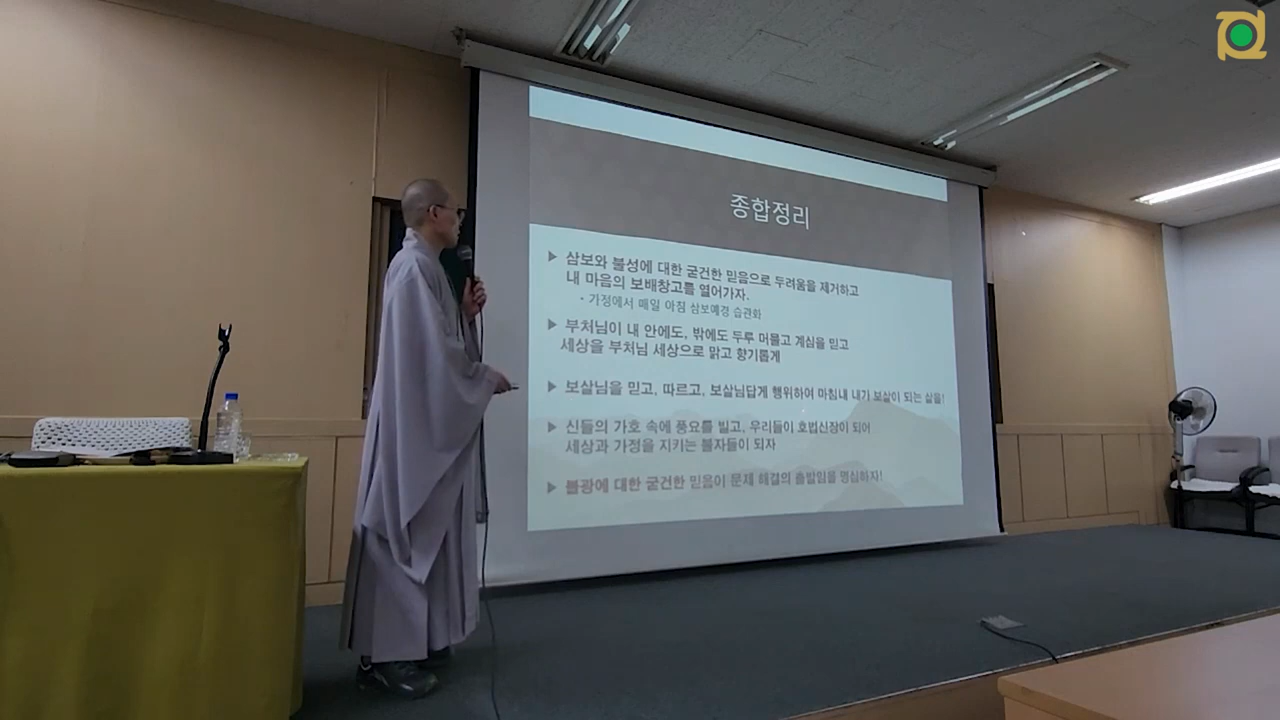 종합정리
▶ 삼보와 불성에 대한 굳건한 믿음으로 두려움을 제거하고
내 마음의 보배창고를 열어가자.
· 가정에서 매일 아침 삼보예경 습관화
▶ 부처님이 내 안에도, 밖에도 두루 머물고 계심을 믿고
세상을 부처님 세상으로 맑고 향기롭게
▶ 보살님을 믿고, 따르고, 보살님답게 행위하여 마침내 내가 보살이 되는 삶을!
▶ 신들의 가호 속에 풍요를 빌고, 우리들이 호법신장이 되어
세상과 가정을 지키는 불자들이 되자
▶ 불광에 대한 굳건한 믿음이 문제 해결의 출발임을 명심하자!